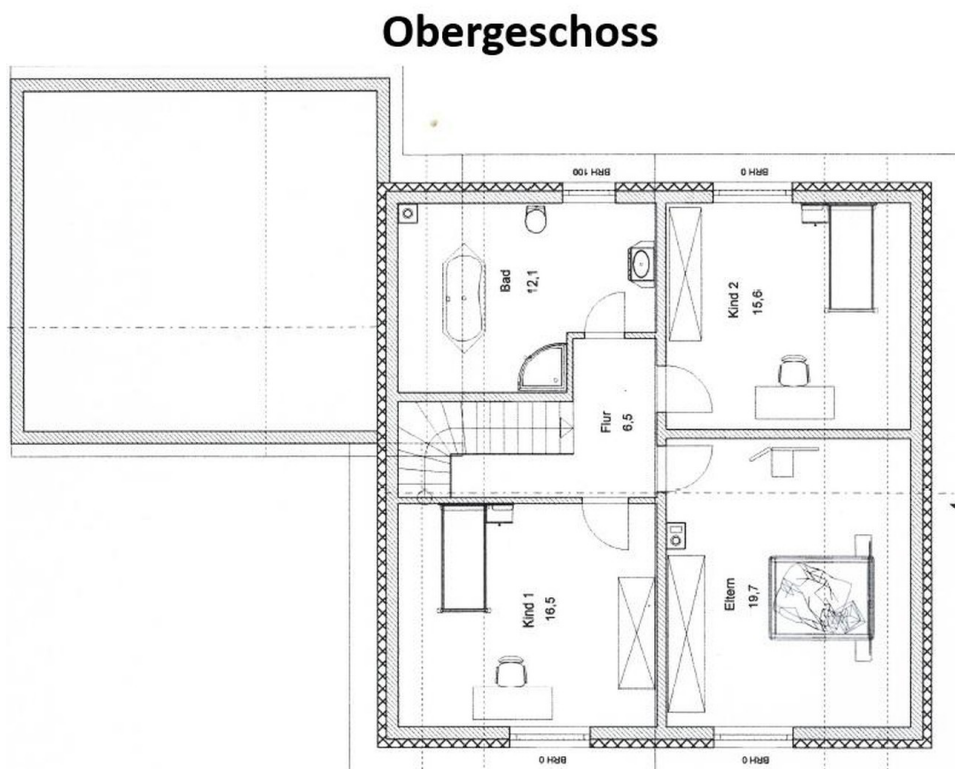 Obergeschoss
BRH 100
BRH 0
Bad
12,1
Kind 2
15,6
Flur
6,5
Kind 1
16,5
Eltern
19,7
BRH 0
BRH 0